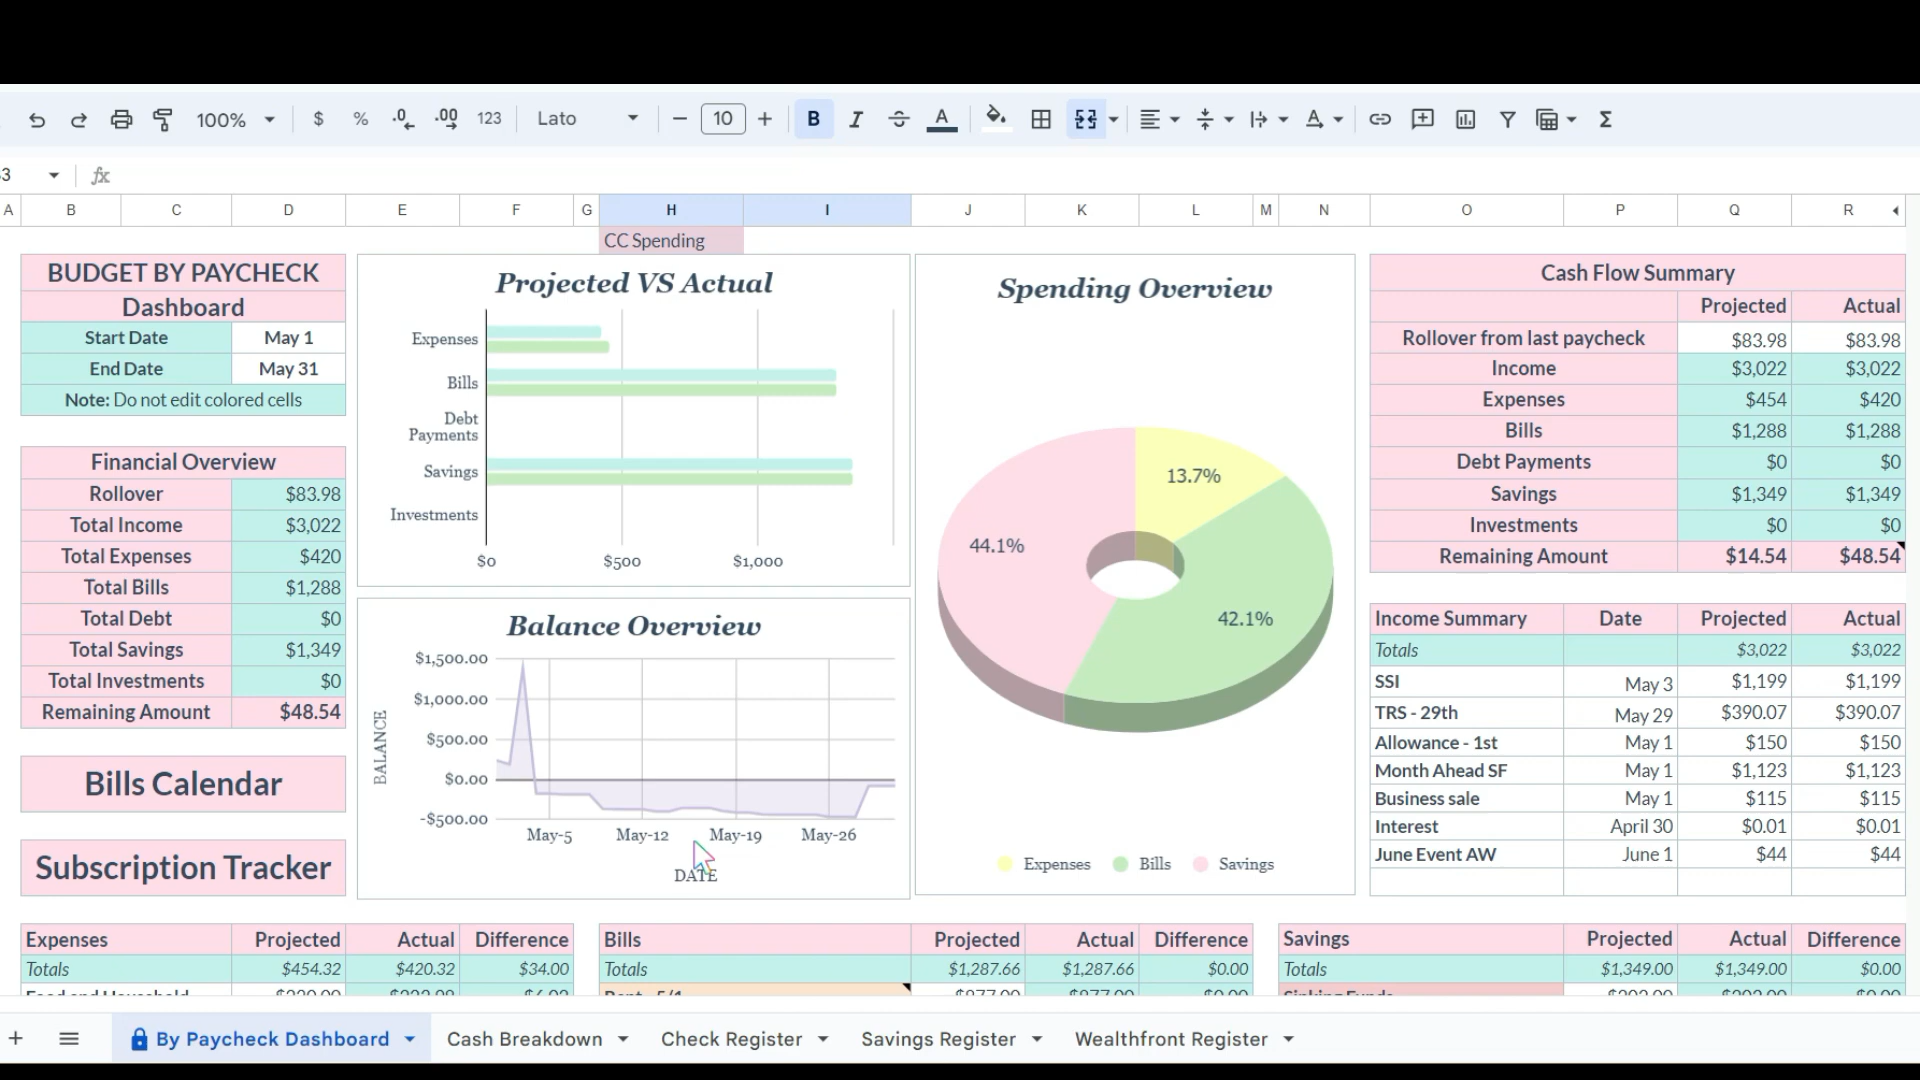 100% $ % .0 .00 123 Lato 10 B I A A Σ
fx
A B C D E F G H I J K L M N O P Q R
CC Spending
BUDGET BY PAYCHECK
Dashboard
Start Date May 1
End Date May 31
Note: Do not edit colored cells
Financial Overview
Rollover $83.98
Total Income $3,022
Total Expenses $420
Total Bills $1,288
Total Debt $0
Total Savings $1,349
Total Investments $0
Remaining Amount $48.54
Bills Calendar
Subscription Tracker
Projected VS Actual
Expenses
Bills
Debt
Payments
Savings
Investments
$0 $500 $1,000
Balance Overview
BALANCE
$1,500.00
$1,000.00
$500.00
$0.00
-$500.00
May-5 May-12 May-19 May-26
DATE
Spending Overview
13.7%
44.1%
42.1%
Expenses Bills Savings
Cash Flow Summary
Projected Actual
Rollover from last paycheck $83.98 $83.98
Income $3,022 $3,022
Expenses $454 $420
Bills $1,288 $1,288
Debt Payments $0 $0
Savings $1,349 $1,349
Investments $0 $0
Remaining Amount $14.54 $48.54
Income Summary Date Projected Actual
Totals $3,022 $3,022
SSI May 3 $1,199 $1,199
TRS - 29th May 29 $390.07 $390.07
Allowance - 1st May 1 $150 $150
Month Ahead SF May 1 $1,123 $1,123
Business sale May 1 $115 $115
Interest April 30 $0.01 $0.01
June Event AW June 1 $44 $44
Expenses Projected Actual Difference
Totals $454.32 $420.32 $34.00
Bills Projected Actual Difference
Totals $1,287.66 $1,287.66 $0.00
Savings Projected Actual Difference
Totals $1,349.00 $1,349.00 $0.00
By Paycheck Dashboard Cash Breakdown Check Register Savings Register Wealthfront Register